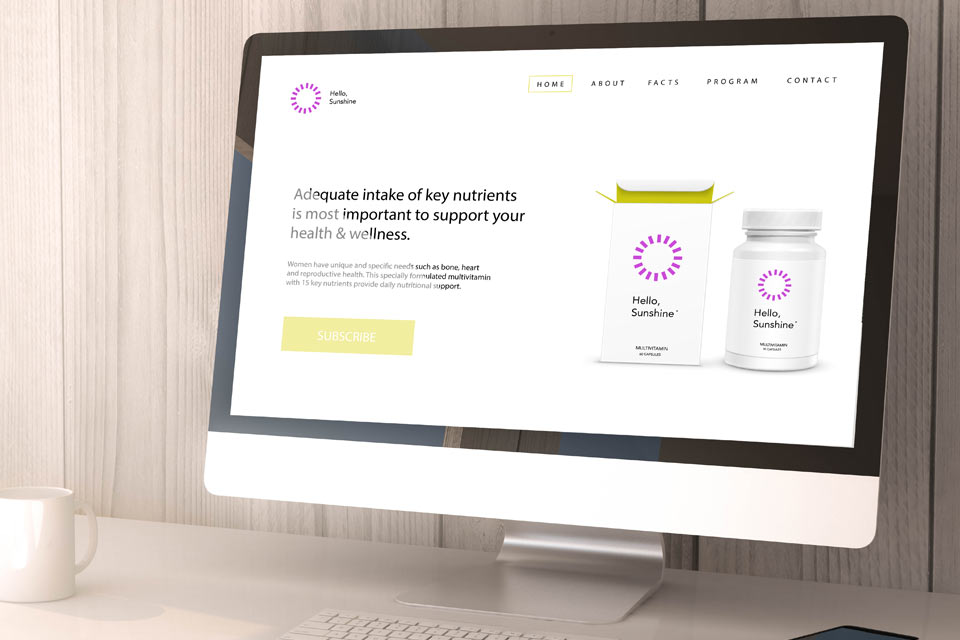 Hello,
Sunshine
HOME
ABOUT
FACTS
PROGRAM
CONTACT
Adequate intake of key nutrients
is most important to support your
health & wellness.
Women have unique and specific needs such as bone, heart
and reproductive health. This specially formulated multivitamin
with 15 key nutrients provide daily nutritional support.
SUBSCRIBE
Hello,
Sunshine
MULTIVITAMIN
60 CAPSULES
Hello,
Sunshine
MULTIVITAMIN